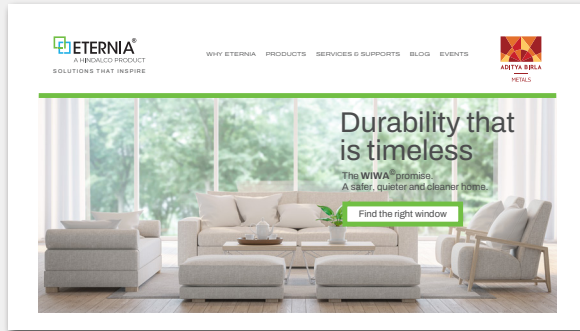 ETERNIA®
A HINDALCO PRODUCT
SOLUTIONS THAT INSPIRE
WHY ETERNIA PRODUCTS SERVICES & SUPPORTS BLOG EVENTS
ADITYA BIRLA
METALS
Durability that
is timeless
The WIWA® promise.
A safer, quieter and cleaner home.
Find the right window